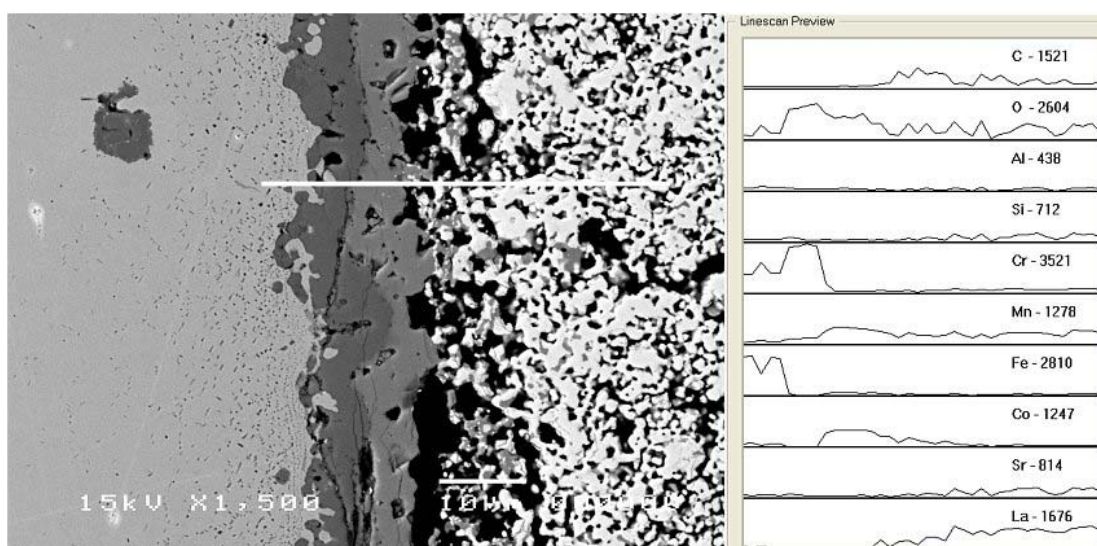 Linescan Preview
C - 1521
O - 2604
Al - 438
Si - 712
Cr - 3521
Mn - 1278
Fe - 2810
Co - 1247
Sr - 814
La - 1676
15kV X1,500 10µm